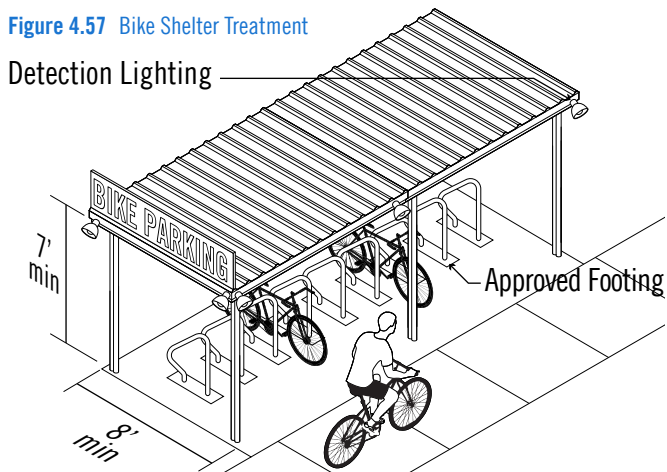 Figure 4.57 Bike Shelter Treatment
Detection Lighting
BIKE PARKING
7'
min
Approved Footing
8'
min